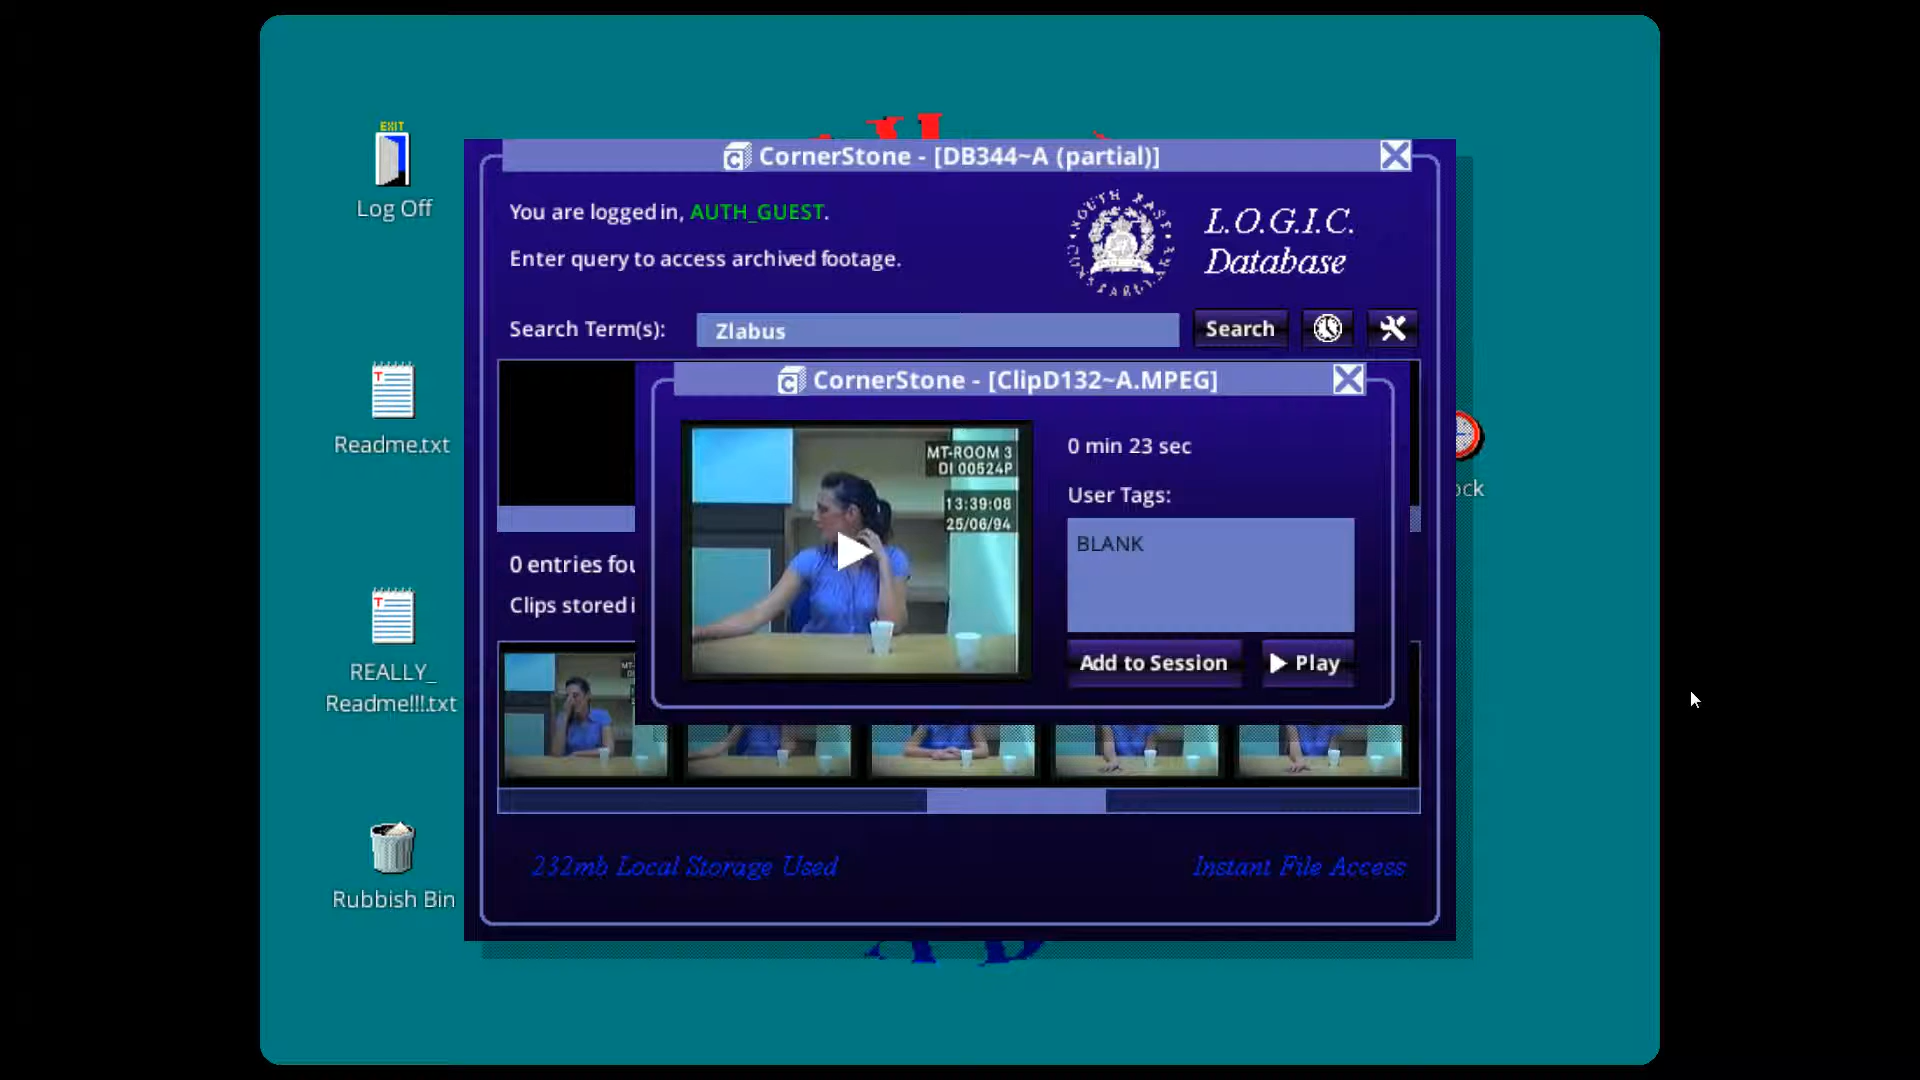 EXIT
Log Off
Readme.txt
REALLY_
Readme!!!.txt
Rubbish Bin
CornerStone - [DB344~A (partial)]
You are logged in, AUTH_GUEST.
Enter query to access archived footage.
L.O.G.I.C.
Database
Search Term(s):
Zlabus
Search
0 entries fou
Clips stored i
CornerStone - [ClipD132~A.MPEG]
MT-ROOM 3
DI 00524P
13:39:08
25/06/94
0 min 23 sec
User Tags:
BLANK
Add to Session
Play
232mb Local Storage Used
Instant File Access
ock